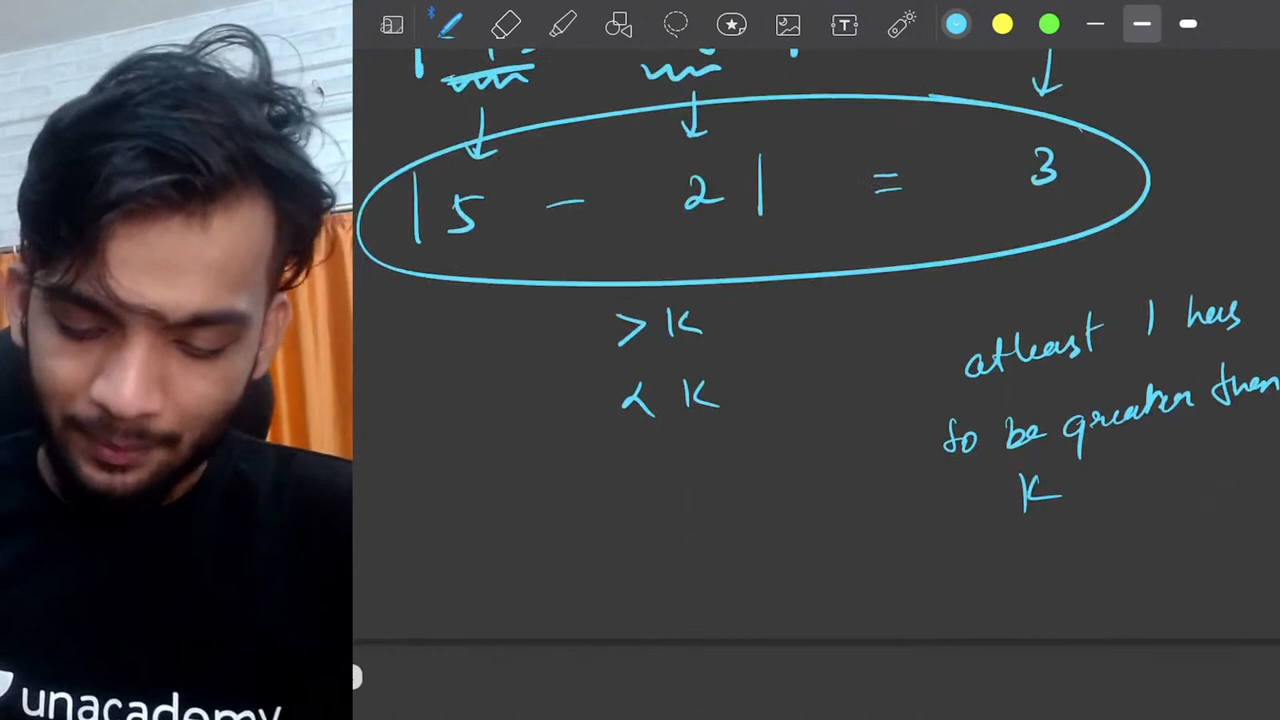 | 5 - 2 | = 3
> K
< K
atleast 1 has
to be greater than
K
unacademy